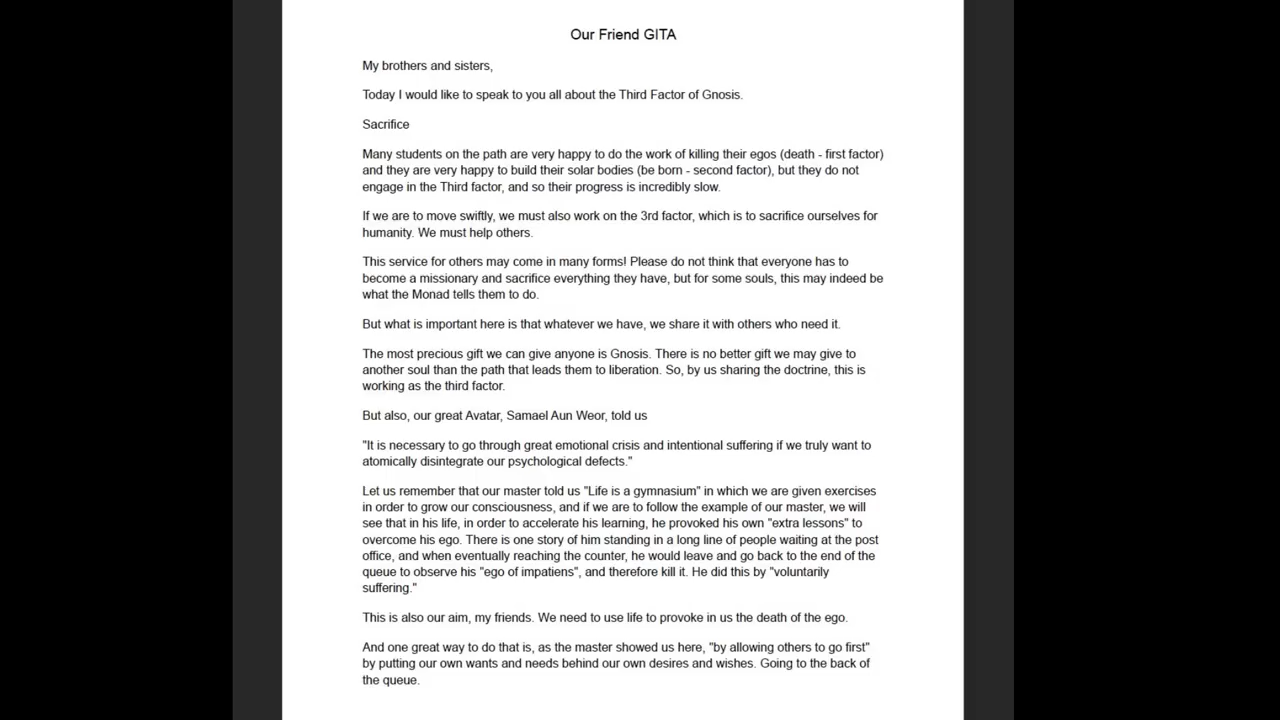 Our Friend GITA
My brothers and sisters,
Today I would like to speak to you all about the Third Factor of Gnosis.
Sacrifice
Many students on the path are very happy to do the work of killing their egos (death - first factor)
and they are very happy to build their solar bodies (be born - second factor), but they do not
engage in the Third factor, and so their progress is incredibly slow.
If we are to move swiftly, we must also work on the 3rd factor, which is to sacrifice ourselves for
humanity. We must help others.
This service for others may come in many forms! Please do not think that everyone has to
become a missionary and sacrifice everything they have, but for some souls, this may indeed be
what the Monad tells them to do.
But what is important here is that whatever we have, we share it with others who need it.
The most precious gift we can give anyone is Gnosis. There is no better gift we may give to
another soul than the path that leads them to liberation. So, by us sharing the doctrine, this is
working as the third factor.
But also, our great Avatar, Samael Aun Weor, told us
"It is necessary to go through great emotional crisis and intentional suffering if we truly want to
atomically disintegrate our psychological defects."
Let us remember that our master told us "Life is a gymnasium" in which we are given exercises
in order to grow our consciousness, and if we are to follow the example of our master, we will
see that in his life, in order to accelerate his learning, he provoked his own "extra lessons" to
overcome his ego. There is one story of him standing in a long line of people waiting at the post
office, and when eventually reaching the counter, he would leave and go back to the end of the
queue to observe his "ego of impatiens", and therefore kill it. He did this by "voluntarily
suffering."
This is also our aim, my friends. We need to use life to provoke in us the death of the ego.
And one great way to do that is, as the master showed us here, "by allowing others to go first"
by putting our own wants and needs behind our own desires and wishes. Going to the back of
the queue.